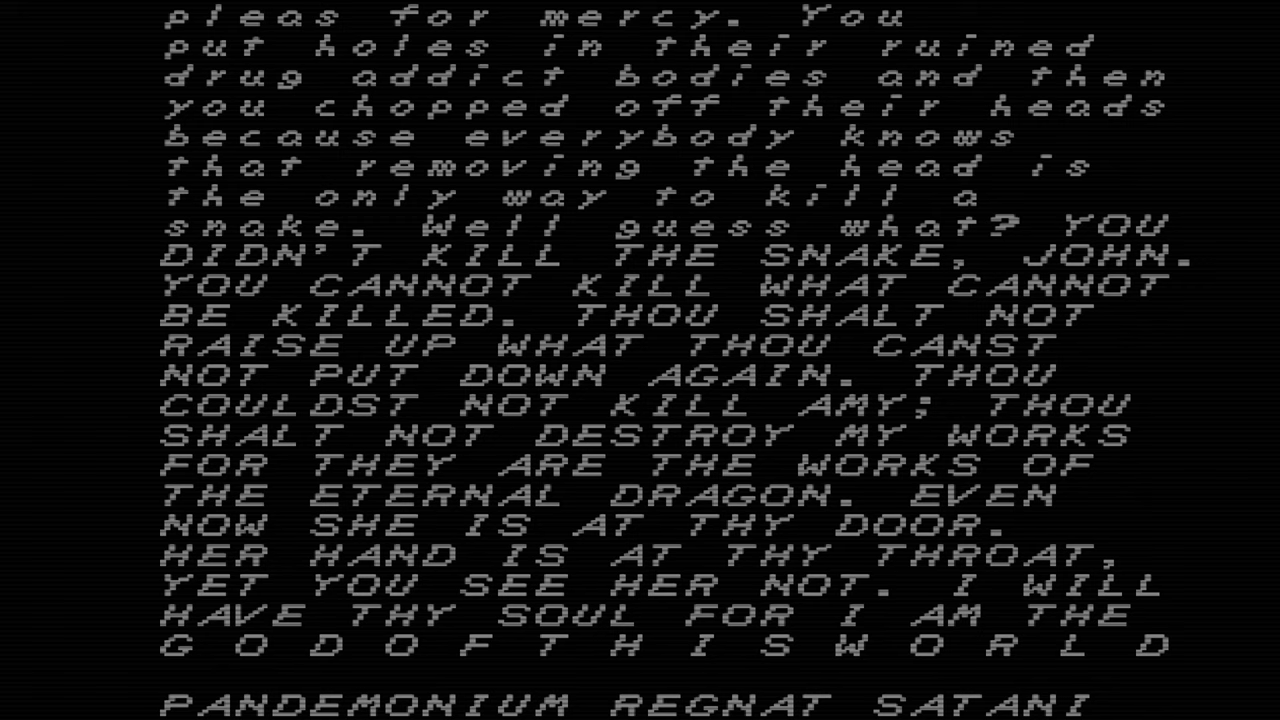 pleas for mercy. You
put holes in their ruined
drug addict bodies and then
you chopped off their heads
because everybody knows
that removing the head is
the only way to kill a
snake. Well guess what? YOU
DIDN'T KILL THE SNAKE, JOHN.
YOU CANNOT KILL WHAT CANNOT
BE KILLED. THOU SHALT NOT
RAISE UP WHAT THOU CANST
NOT PUT DOWN AGAIN. THOU
COULDST NOT KILL AMY; THOU
SHALT NOT DESTROY MY WORKS
FOR THEY ARE THE WORKS OF
THE ETERNAL DRAGON. EVEN
NOW SHE IS AT THY DOOR.
HER HAND IS AT THY THROAT,
YET YOU SEE HER NOT. I WILL
HAVE THY SOUL FOR I AM THE
G O D O F T H I S W O R L D
PANDEMONIUM REGNAT SATANI